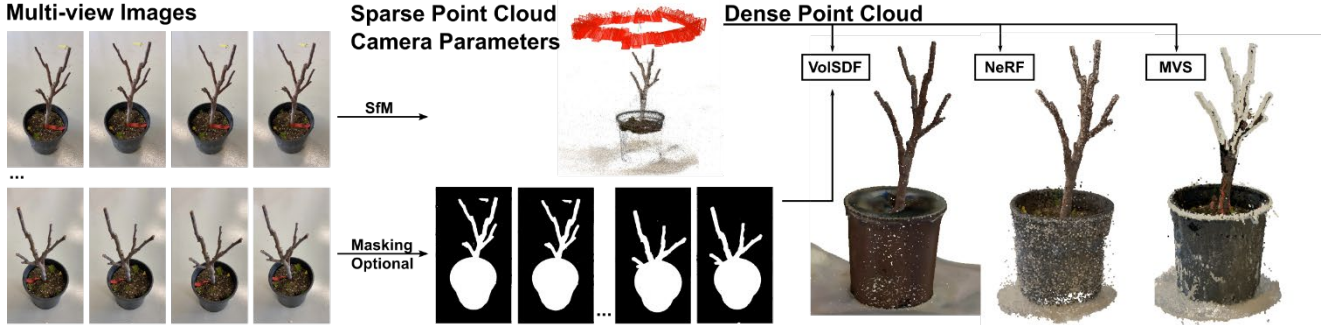 Multi-view Images
Sparse Point Cloud
Camera Parameters
Dense Point Cloud
VolSDF
NeRF
MVS
SfM
...
Masking
Optional
...